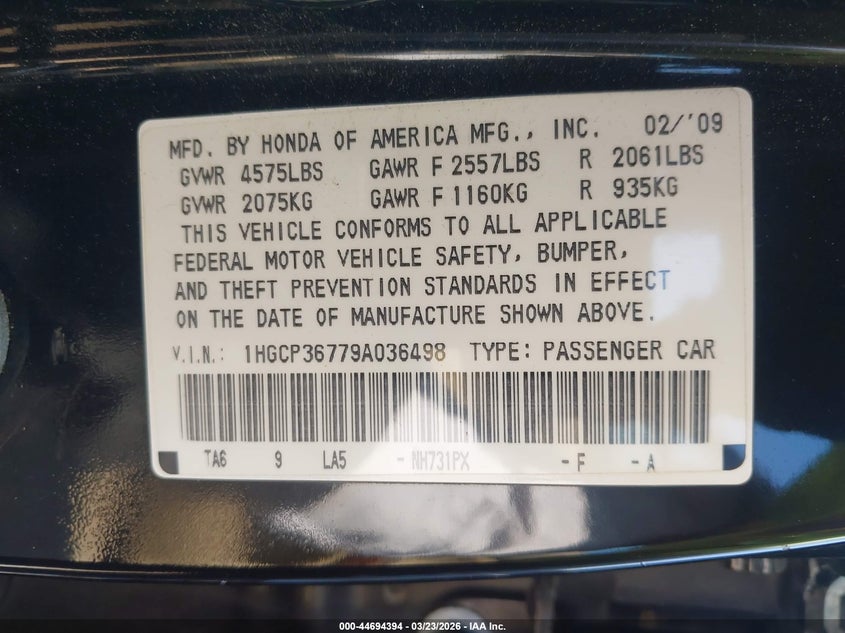 MFD. BY HONDA OF AMERICA MFG., INC. 02/'09
GVWR 4575LBS GAWR F 2557LBS R 2061LBS
GVWR 2075KG GAWR F 1160KG R 935KG
THIS VEHICLE CONFORMS TO ALL APPLICABLE
FEDERAL MOTOR VEHICLE SAFETY, BUMPER,
AND THEFT PREVENTION STANDARDS IN EFFECT
ON THE DATE OF MANUFACTURE SHOWN ABOVE.
V.I.N.: 1HGCP36779A036498 TYPE: PASSENGER CAR
TA6 9 LA5 -NH731PX -F -A
000-44694394 | 03/23/2026 | IAA Inc.